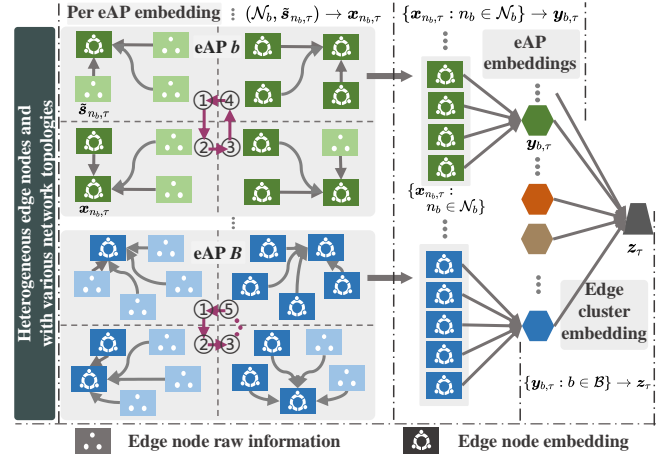 Heterogeneous edge nodes and
with various network topologies
Per eAP embedding
(𝒩_b, s̃_{n_b,τ}) → x_{n_b,τ}
{x_{n_b,τ} : n_b ∈ 𝒩_b} → y_{b,τ}
eAP b
s̃_{n_b,τ}
1 4
2 3
x_{n_b,τ}
eAP B
1 5
2 3
eAP
embeddings
y_{b,τ}
{x_{n_b,τ} :
n_b ∈ 𝒩_b}
z_τ
Edge
cluster
embedding
{y_{b,τ} : b ∈ ℬ} → z_τ
Edge node raw information
Edge node embedding